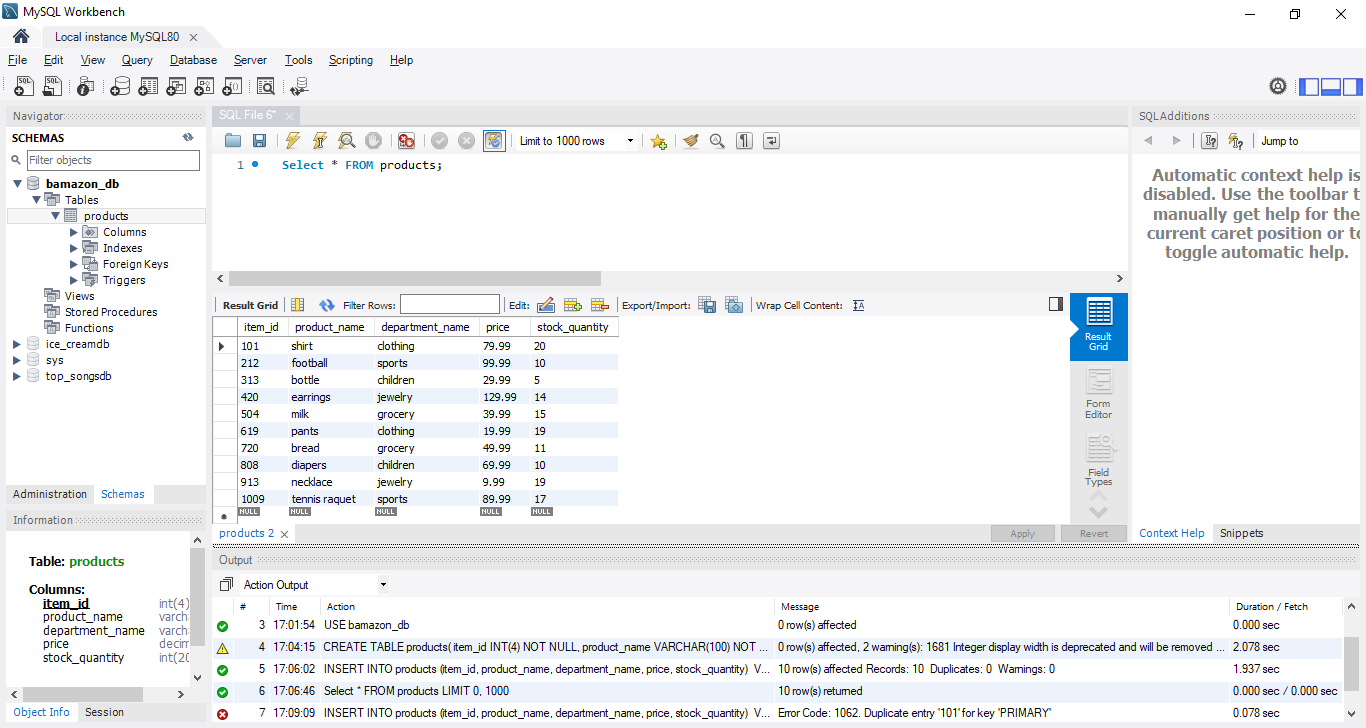 MySQL Workbench
Local instance MySQL80
File Edit View Query Database Server Tools Scripting Help
Navigator
SCHEMAS
Filter objects
bamazon_db
Tables
products
Columns
Indexes
Foreign Keys
Triggers
Views
Stored Procedures
Functions
ice_creamdb
sys
top_songsdb
Administration Schemas
Information
Table: products
Columns:
item_id int(4)
product_name varcha
department_name varcha
price decim
stock_quantity int(20
Object Info Session
SQL File 6*
Limit to 1000 rows
1 Select * FROM products;
Result Grid Filter Rows: Edit: Export/Import: Wrap Cell Content:
item_id product_name department_name price stock_quantity
101 shirt clothing 79.99 20
212 football sports 99.99 10
313 bottle children 29.99 5
420 earrings jewelry 129.99 14
504 milk grocery 39.99 15
619 pants clothing 19.99 19
720 bread grocery 49.99 11
808 diapers children 69.99 10
913 necklace jewelry 9.99 19
1009 tennis raquet sports 89.99 17
NULL NULL NULL NULL NULL
Result
Grid
Form
Editor
Field
Types
products 2
Apply Revert
SQLAdditions
Jump to
Automatic context help is
disabled. Use the toolbar t
manually get help for the
current caret position or to
toggle automatic help.
Context Help Snippets
Output
Action Output
# Time Action Message Duration / Fetch
3 17:01:54 USE bamazon_db 0 row(s) affected 0.000 sec
4 17:04:15 CREATE TABLE products( item_id INT(4) NOT NULL, product_name VARCHAR(100) NOT ... 0 row(s) affected, 2 warning(s): 1681 Integer display width is deprecated and will be removed ... 2.078 sec
5 17:06:02 INSERT INTO products (item_id, product_name, department_name, price, stock_quantity) V... 10 row(s) affected Records: 10 Duplicates: 0 Warnings: 0 1.937 sec
6 17:06:46 Select * FROM products LIMIT 0, 1000 10 row(s) returned 0.000 sec / 0.000 sec
7 17:09:09 INSERT INTO products (item_id, product_name, department_name, price, stock_quantity) V... Error Code: 1062. Duplicate entry '101' for key 'PRIMARY' 0.078 sec